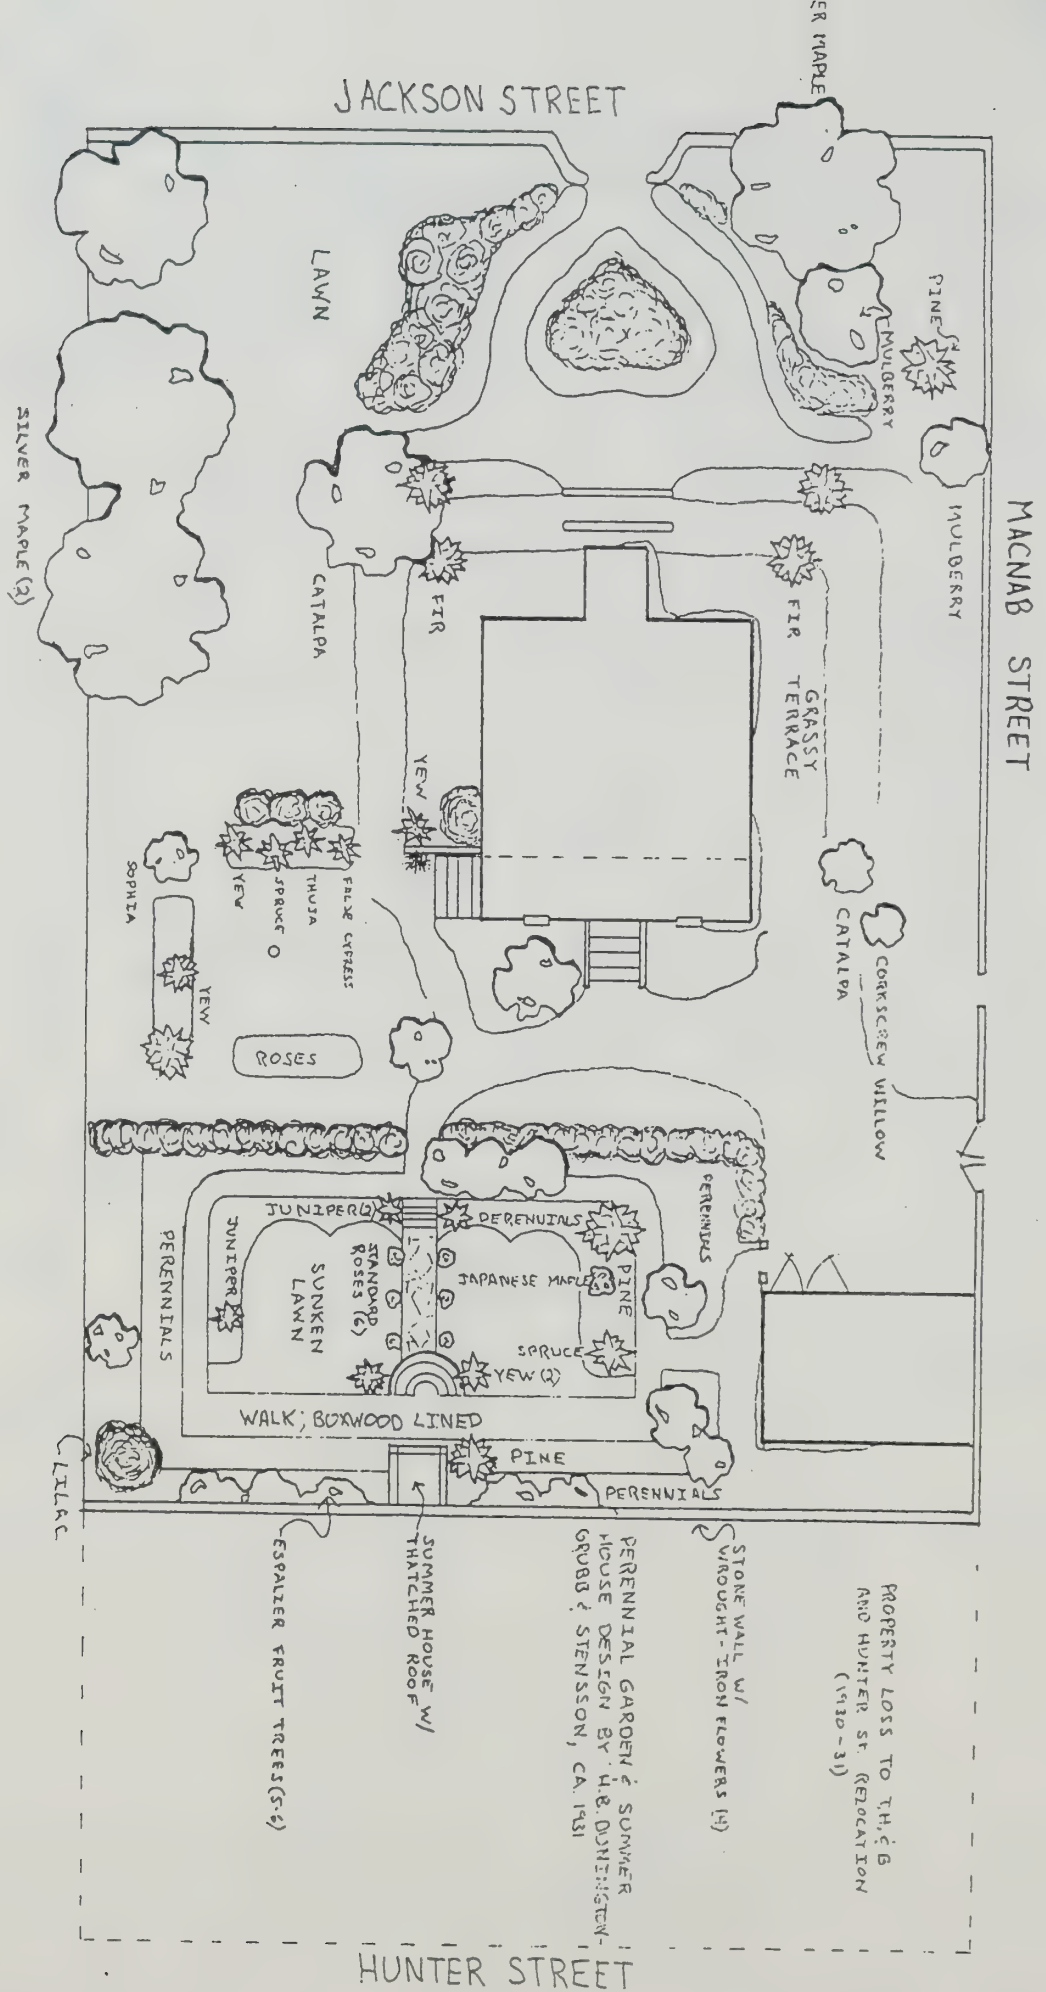 ER MAPLE
JACKSON STREET
LAWN
PINE
MULBERRY
MULBERRY
MACNAB STREET
SILVER MAPLE (2)
CATALPA
FIR
FIR
GRASSY
TERRACE
YEW
SOPHIA
YEW
SPRUCE
THUJA
FALSE CYPRESS
CATALPA
CORKSCREW WILLOW
YEW
ROSES
PERENNIALS
JUNIPER(2)
PERENNIALS
JUNIPER
STANDARD
ROSES (6)
JAPANESE MAPLE
PINE
SUNKEN
LAWN
PERENNIALS
SPRUCE
YEW (2)
WALK; BOXWOOD LINED
PINE
PERENNIALS
LILAC
ESPALIER FRUIT TREES (5-6)
SUMMER HOUSE W/
THATCHED ROOF
PERENNIAL GARDEN & SUMMER
HOUSE DESIGN BY H.B. DUNINGTON-
GRUBB & STENSSON, CA. 1931
STONE WALL W/
WROUGHT-IRON FLOWERS (4)
PROPERTY LOSS TO T,H,&B
AND HUNTER ST. RELOCATION
(1930-31)
HUNTER STREET